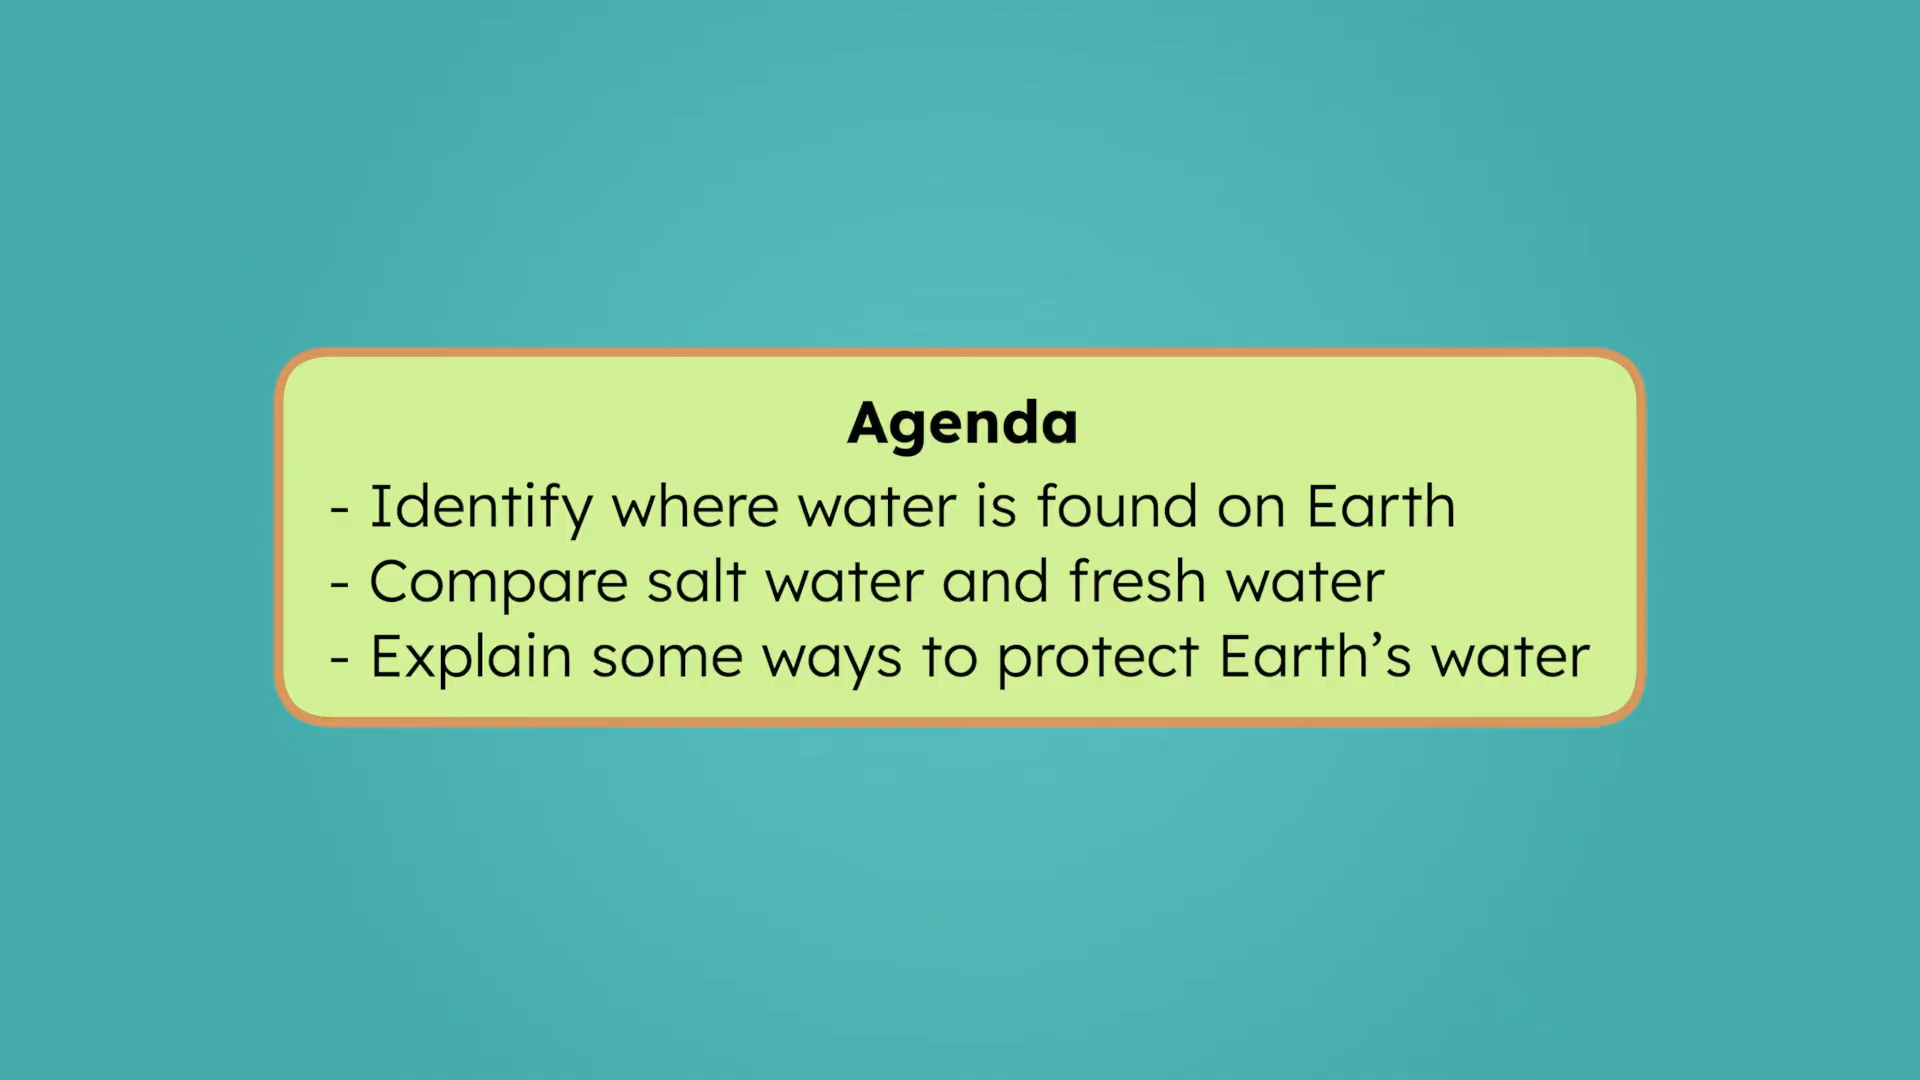 Agenda
- Identify where water is found on Earth
- Compare salt water and fresh water
- Explain some ways to protect Earth’s water